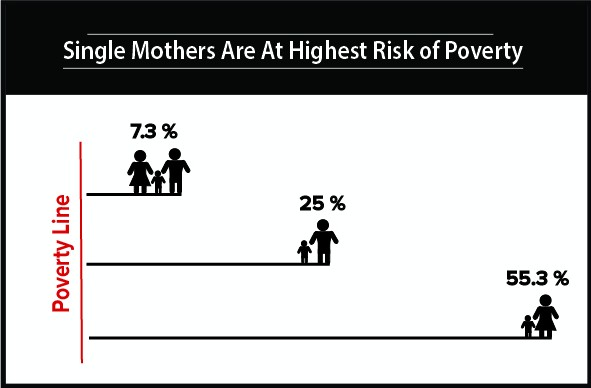 Single Mothers Are At Highest Risk of Poverty
7.3 %
25 %
55.3 %
Poverty Line